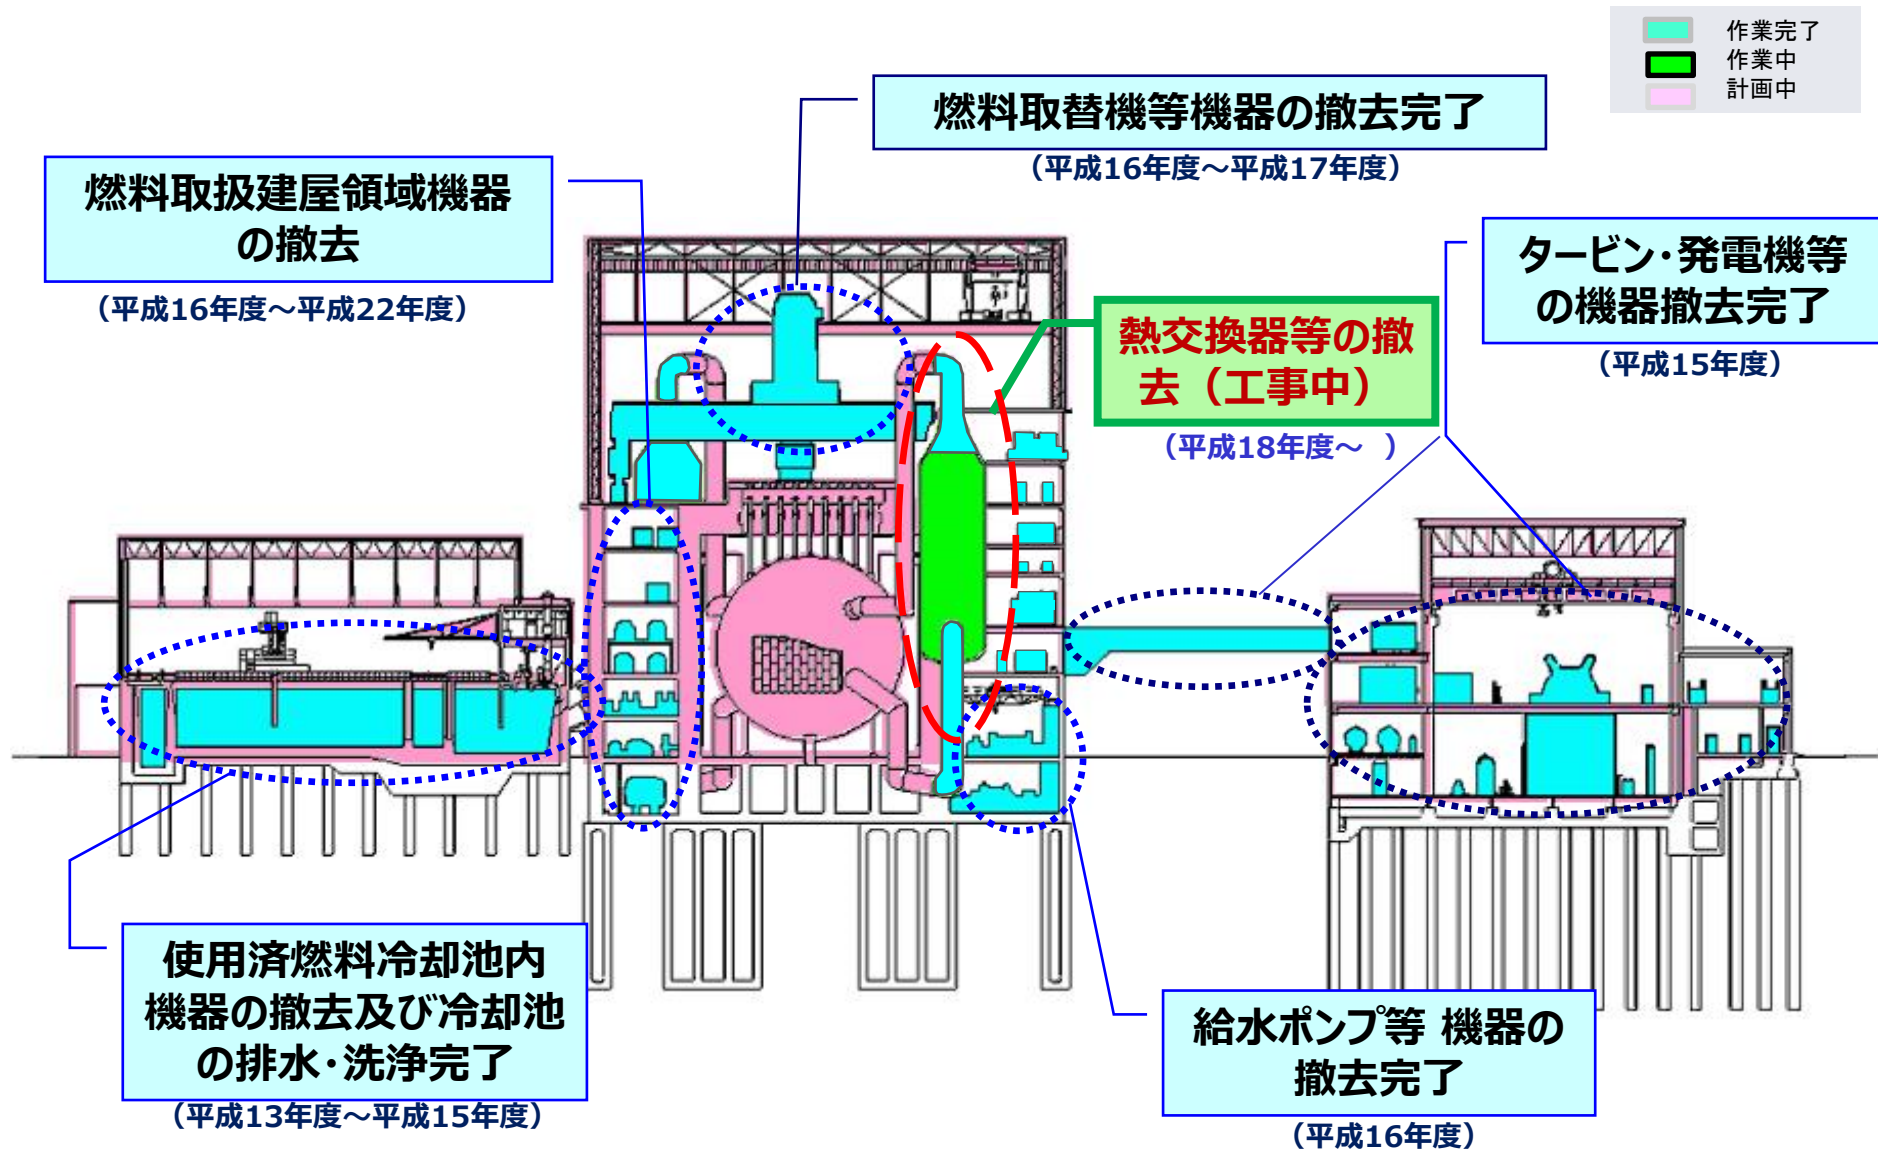 作業完了
作業中
計画中
燃料取替機等機器の撤去完了
（平成16年度～平成17年度）
燃料取扱建屋領域機器
の撤去
（平成16年度～平成22年度）
タービン・発電機等
の機器撤去完了
（平成15年度）
熱交換器等の撤
去（工事中）
（平成18年度～　）
使用済燃料冷却池内
機器の撤去及び冷却池
の排水・洗浄完了
（平成13年度～平成15年度）
給水ポンプ等 機器の
撤去完了
（平成16年度）